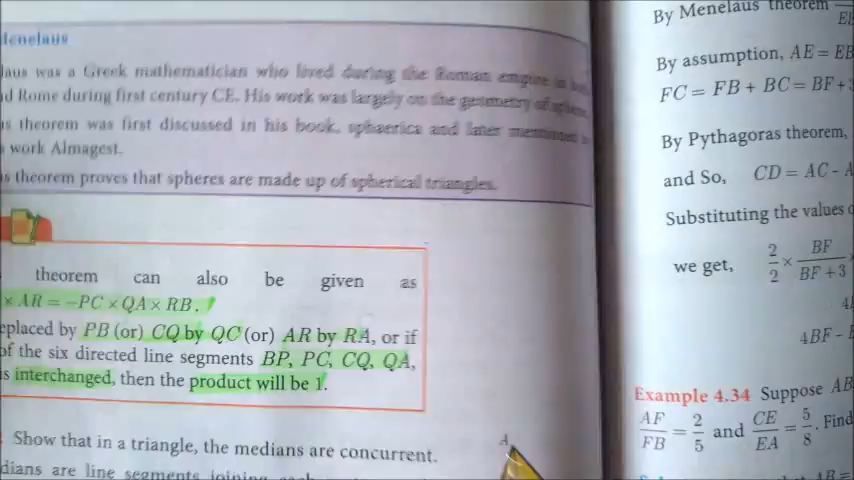 Menelaus
laus was a Greek mathematician who lived during the Roman empire in
d Rome during first century CE. His work was largely on the geometry of
s theorem was first discussed in his book, sphaerica and later mentioned
work Almagest.
s theorem proves that spheres are made up of spherical triangles.
theorem can also be given as
× AR = −PC × QA × RB.
eplaced by PB (or) CQ by QC (or) AR by RA, or if
of the six directed line segments BP, PC, CQ, QA,
s interchanged, then the product will be 1.
Show that in a triangle, the medians are concurrent.
dians are line segments joining
A
By Menelaus theorem
By assumption, AE = EB
FC = FB + BC = BF + 3
By Pythagoras theorem,
and So, CD = AC - A
Substituting the values
we get, 2/2 × BF/BF + 3 ×
4BF −
Example 4.34 Suppose AB
AF/FB = 2/5 and CE/EA = 5/8. Find